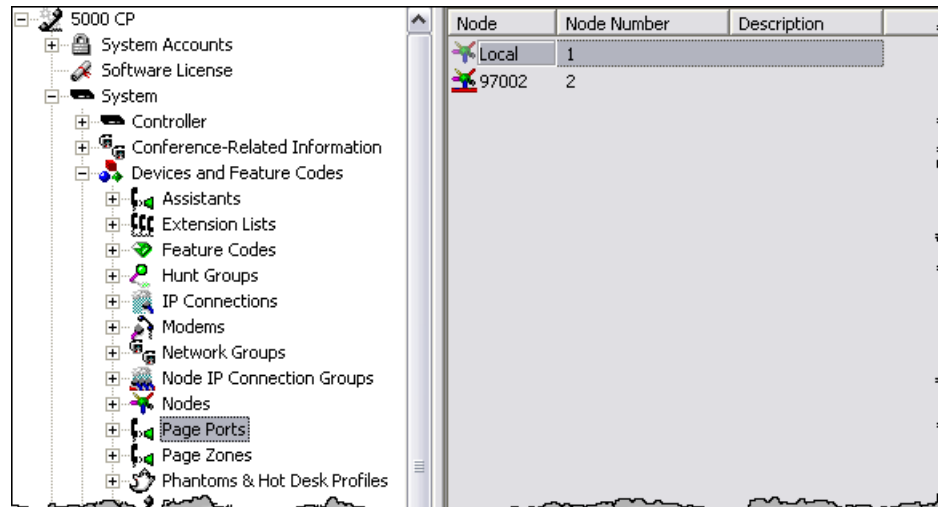 5000 CP
System Accounts
Software License
System
Controller
Conference-Related Information
Devices and Feature Codes
Assistants
Extension Lists
Feature Codes
Hunt Groups
IP Connections
Modems
Network Groups
Node IP Connection Groups
Nodes
Page Ports
Page Zones
Phantoms & Hot Desk Profiles
Node Node Number Description
Local 1
97002 2